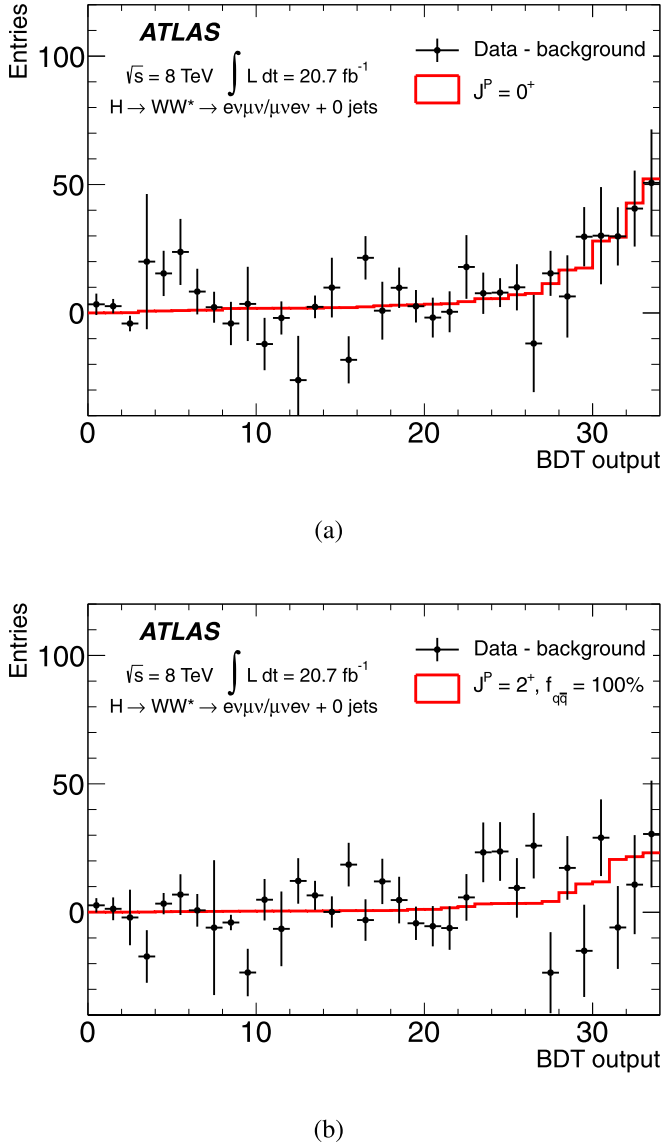 Entries
100
50
0
ATLAS
√s = 8 TeV ∫ L dt = 20.7 fb⁻¹
H → WW* → eνμν/μνeν + 0 jets
Data - background
Jᴾ = 0⁺
0 10 20 30
BDT output
(a)
Entries
100
50
0
ATLAS
√s = 8 TeV ∫ L dt = 20.7 fb⁻¹
H → WW* → eνμν/μνeν + 0 jets
Data - background
Jᴾ = 2⁺, f_qq̅ = 100%
0 10 20 30
BDT output
(b)